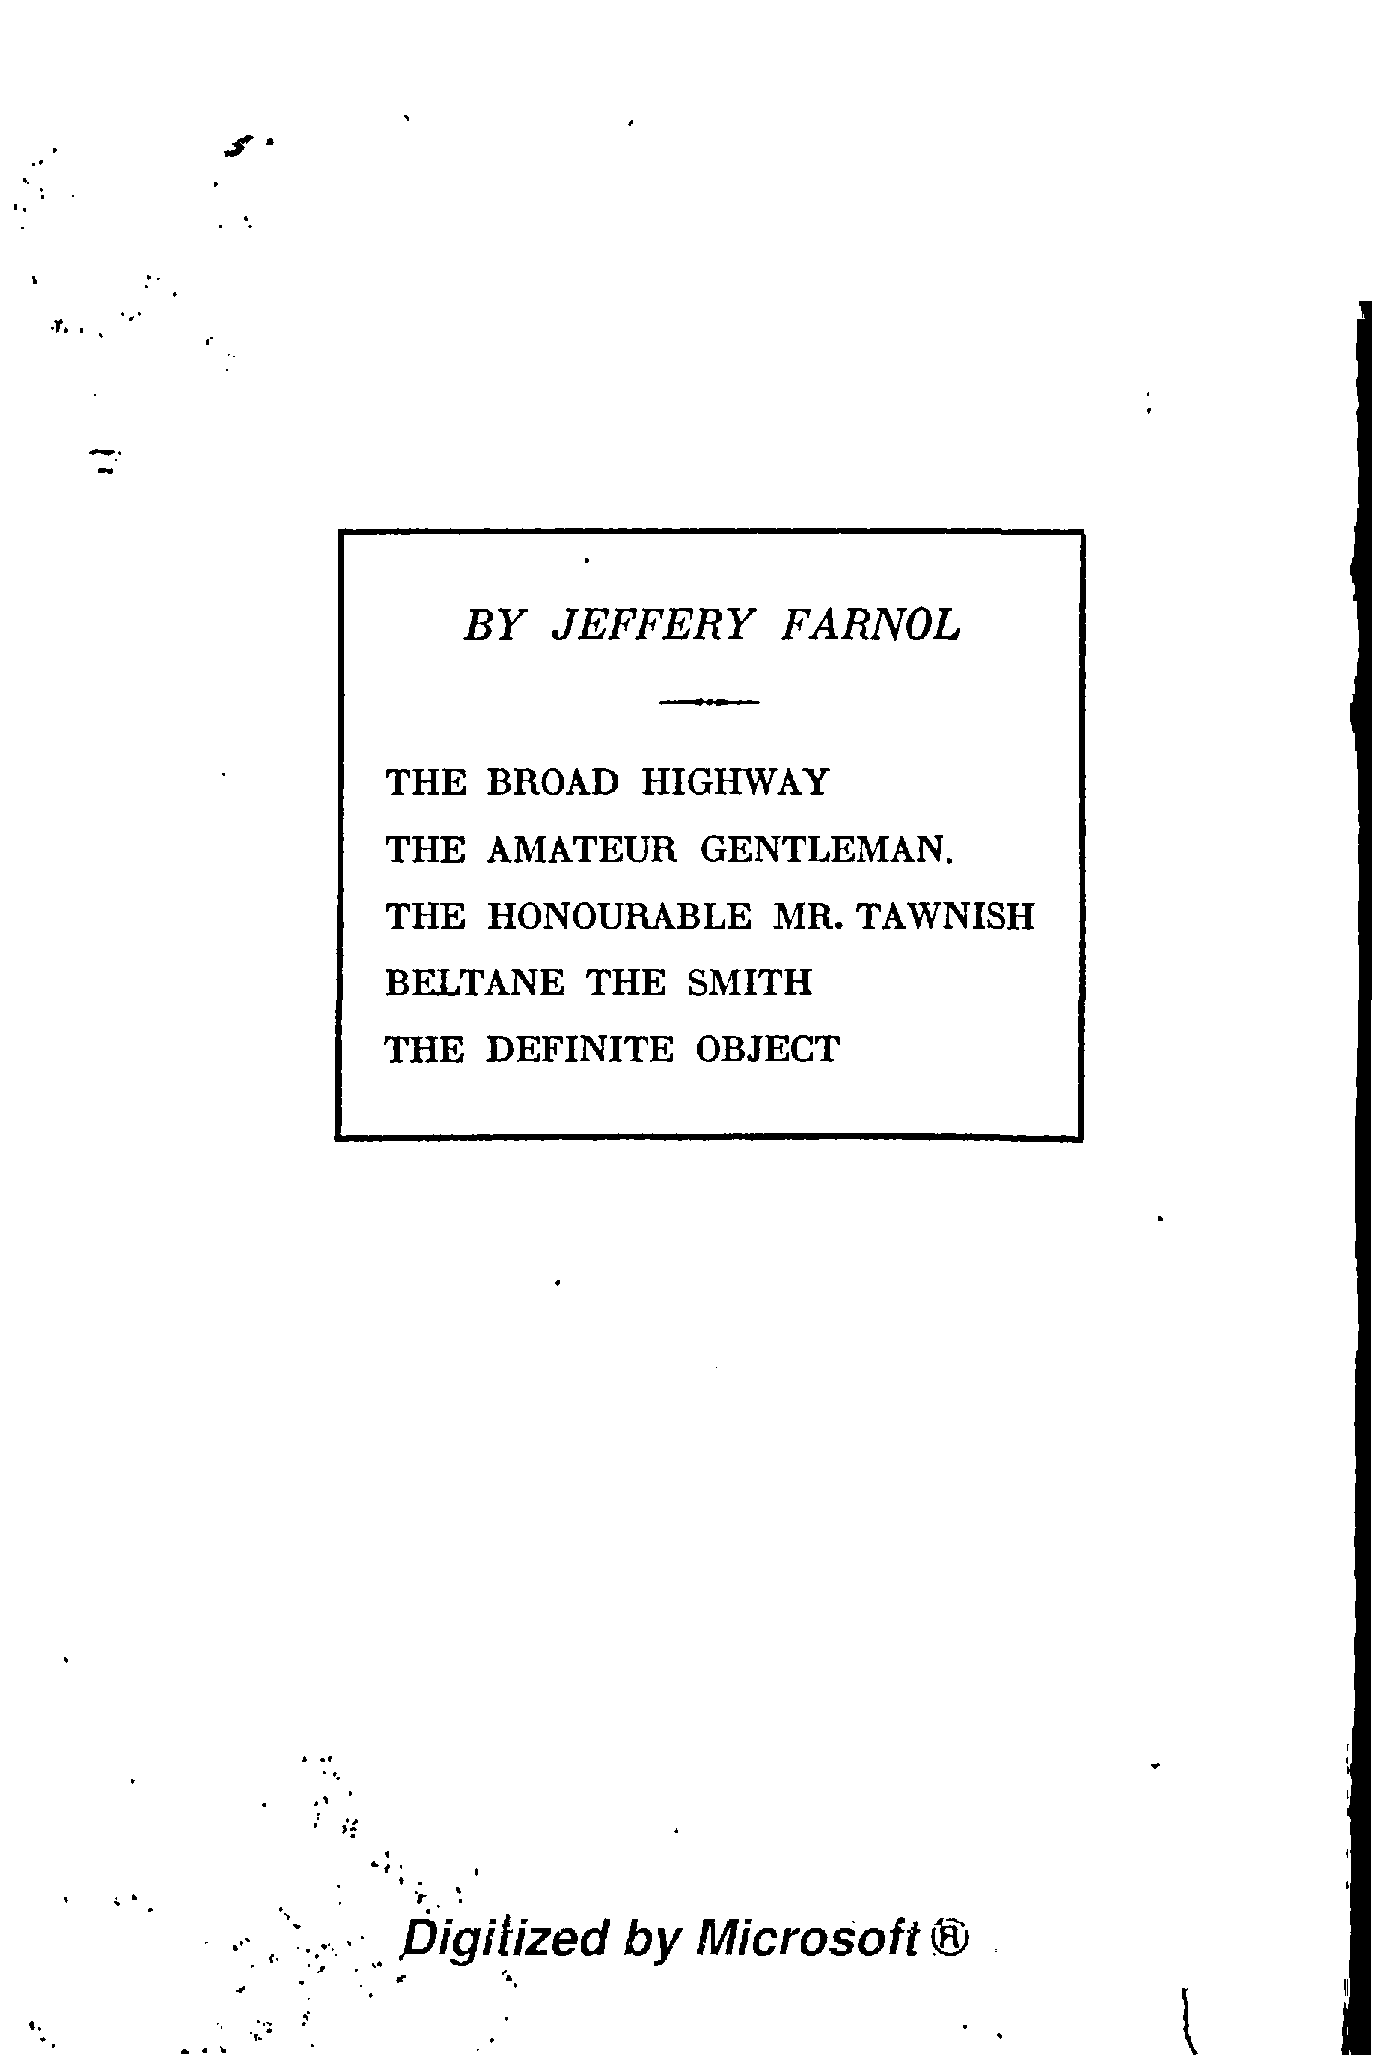 BY JEFFERY FARNOL
THE BROAD HIGHWAY
THE AMATEUR GENTLEMAN.
THE HONOURABLE MR. TAWNISH
BELTANE THE SMITH
THE DEFINITE OBJECT
Digitized by Microsoft ®